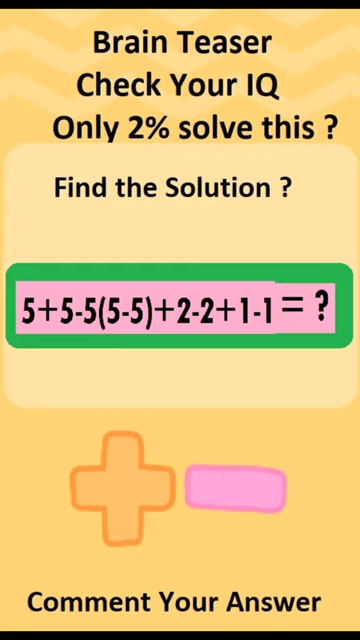 Brain Teaser
Check Your IQ
Only 2% solve this ?
Find the Solution ?
5+5-5(5-5)+2-2+1-1= ?
Comment Your Answer